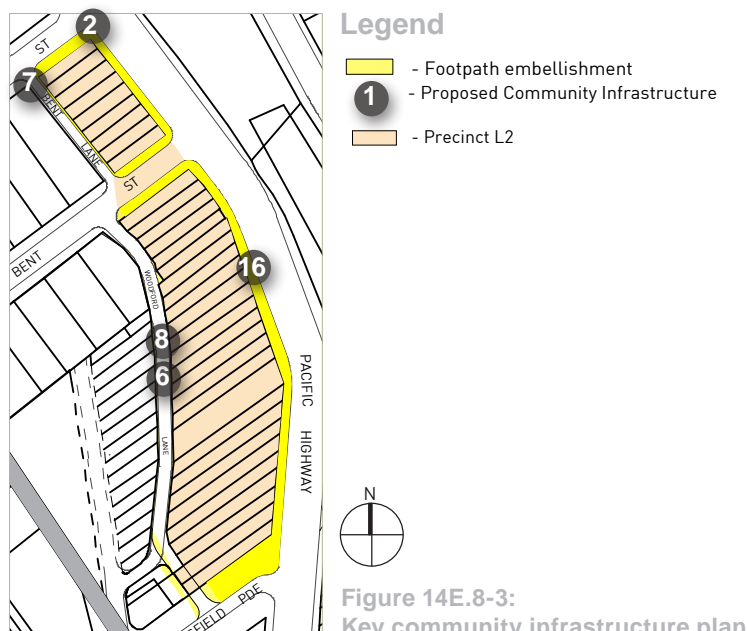 2
ST
7
BENT
LANE
ST
BENT
WOODFORD
16
8
6
LANE
PACIFIC
HIGHWAY
PDE
Legend
- Footpath embellishment
1 - Proposed Community Infrastructure
- Precinct L2
N
Figure 14E.8-3:
Key community infrastructure plan